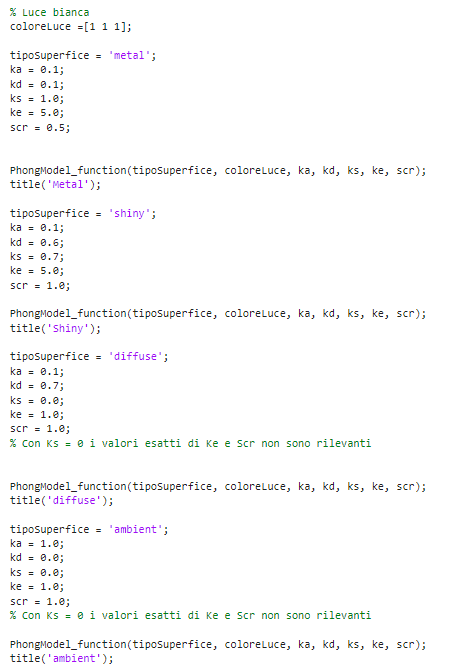 % Luce bianca
coloreLuce =[1 1 1];
tipoSuperfice = 'metal';
ka = 0.1;
kd = 0.1;
ks = 1.0;
ke = 5.0;
scr = 0.5;
PhongModel_function(tipoSuperfice, coloreLuce, ka, kd, ks, ke, scr);
title('Metal');
tipoSuperfice = 'shiny';
ka = 0.1;
kd = 0.6;
ks = 0.7;
ke = 5.0;
scr = 1.0;
PhongModel_function(tipoSuperfice, coloreLuce, ka, kd, ks, ke, scr);
title('Shiny');
tipoSuperfice = 'diffuse';
ka = 0.1;
kd = 0.7;
ks = 0.0;
ke = 1.0;
scr = 1.0;
% Con Ks = 0 i valori esatti di Ke e Scr non sono rilevanti
PhongModel_function(tipoSuperfice, coloreLuce, ka, kd, ks, ke, scr);
title('diffuse');
tipoSuperfice = 'ambient';
ka = 1.0;
kd = 0.0;
ks = 0.0;
ke = 1.0;
scr = 1.0;
% Con Ks = 0 i valori esatti di Ke e Scr non sono rilevanti
PhongModel_function(tipoSuperfice, coloreLuce, ka, kd, ks, ke, scr);
title('ambient');